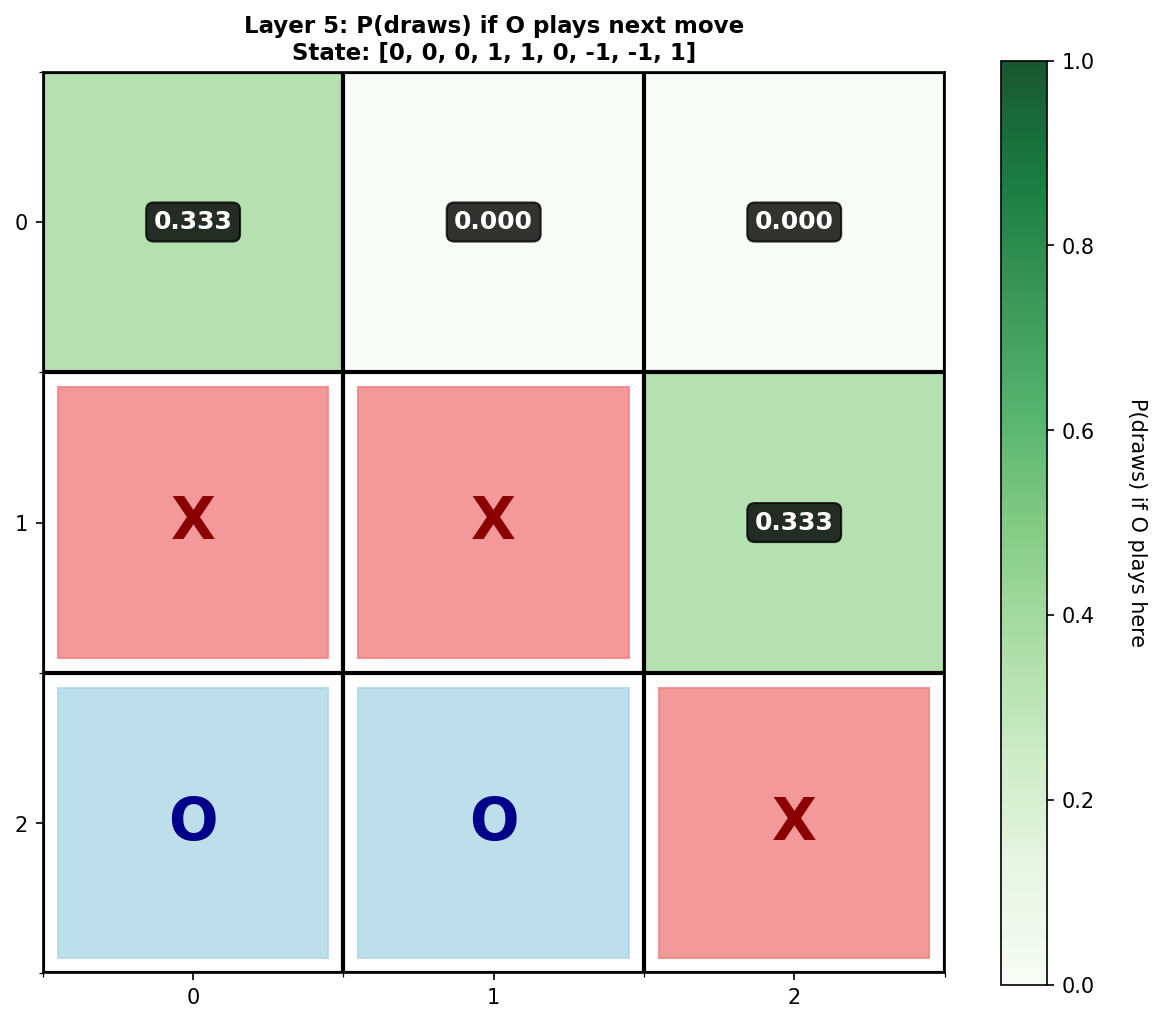 Layer 5: P(draws) if O plays next move
State: [0, 0, 0, 1, 1, 0, -1, -1, 1]
0
0.333
0.000
0.000
1
X
X
0.333
2
O
O
X
0
1
2
1.0
0.8
0.6
0.4
0.2
0.0
P(draws) if O plays here